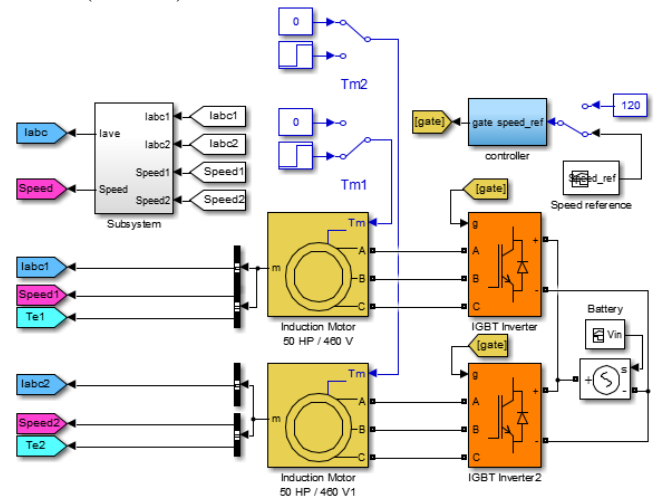 0
Tm2
0
Tm1
Iabc
Speed
Iave
Speed
Iabc1
Iabc2
Speed1
Speed2
Iabc1
Iabc2
Speed1
Speed2
Subsystem
[gate]
gate speed_ref
controller
120
Speed_ref
Speed reference
Iabc1
Speed1
Te1
m
Tm
A
B
C
Induction Motor
50 HP / 460 V
[gate]
g
A
B
C
+
-
IGBT Inverter
Battery
Vin
s
+
-
Iabc2
Speed2
Te2
m
Tm
A
B
C
Induction Motor
50 HP / 460 V1
[gate]
g
A
B
C
+
-
IGBT Inverter2